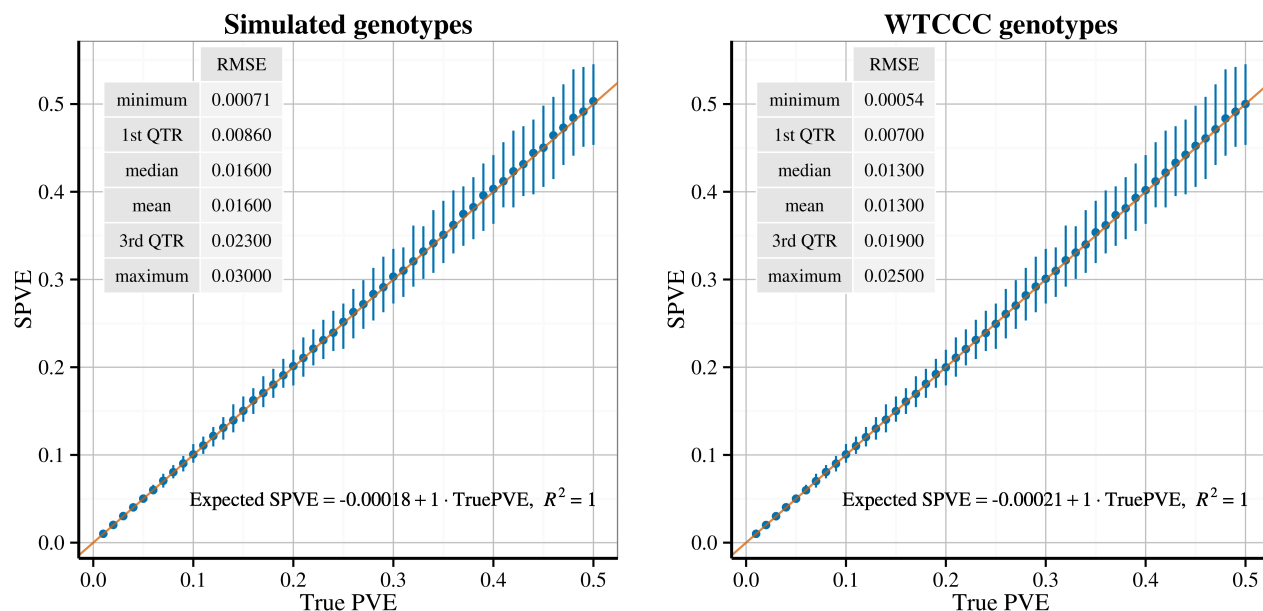 Simulated genotypes
RMSE
minimum 0.00071
1st QTR 0.00860
median 0.01600
mean 0.01600
3rd QTR 0.02300
maximum 0.03000
SPVE
0.5
0.4
0.3
0.2
0.1
0.0
Expected SPVE = -0.00018 + 1 · TruePVE, R² = 1
0.0 0.1 0.2 0.3 0.4 0.5
True PVE
WTCCC genotypes
RMSE
minimum 0.00054
1st QTR 0.00700
median 0.01300
mean 0.01300
3rd QTR 0.01900
maximum 0.02500
SPVE
0.5
0.4
0.3
0.2
0.1
0.0
Expected SPVE = -0.00021 + 1 · TruePVE, R² = 1
0.0 0.1 0.2 0.3 0.4 0.5
True PVE